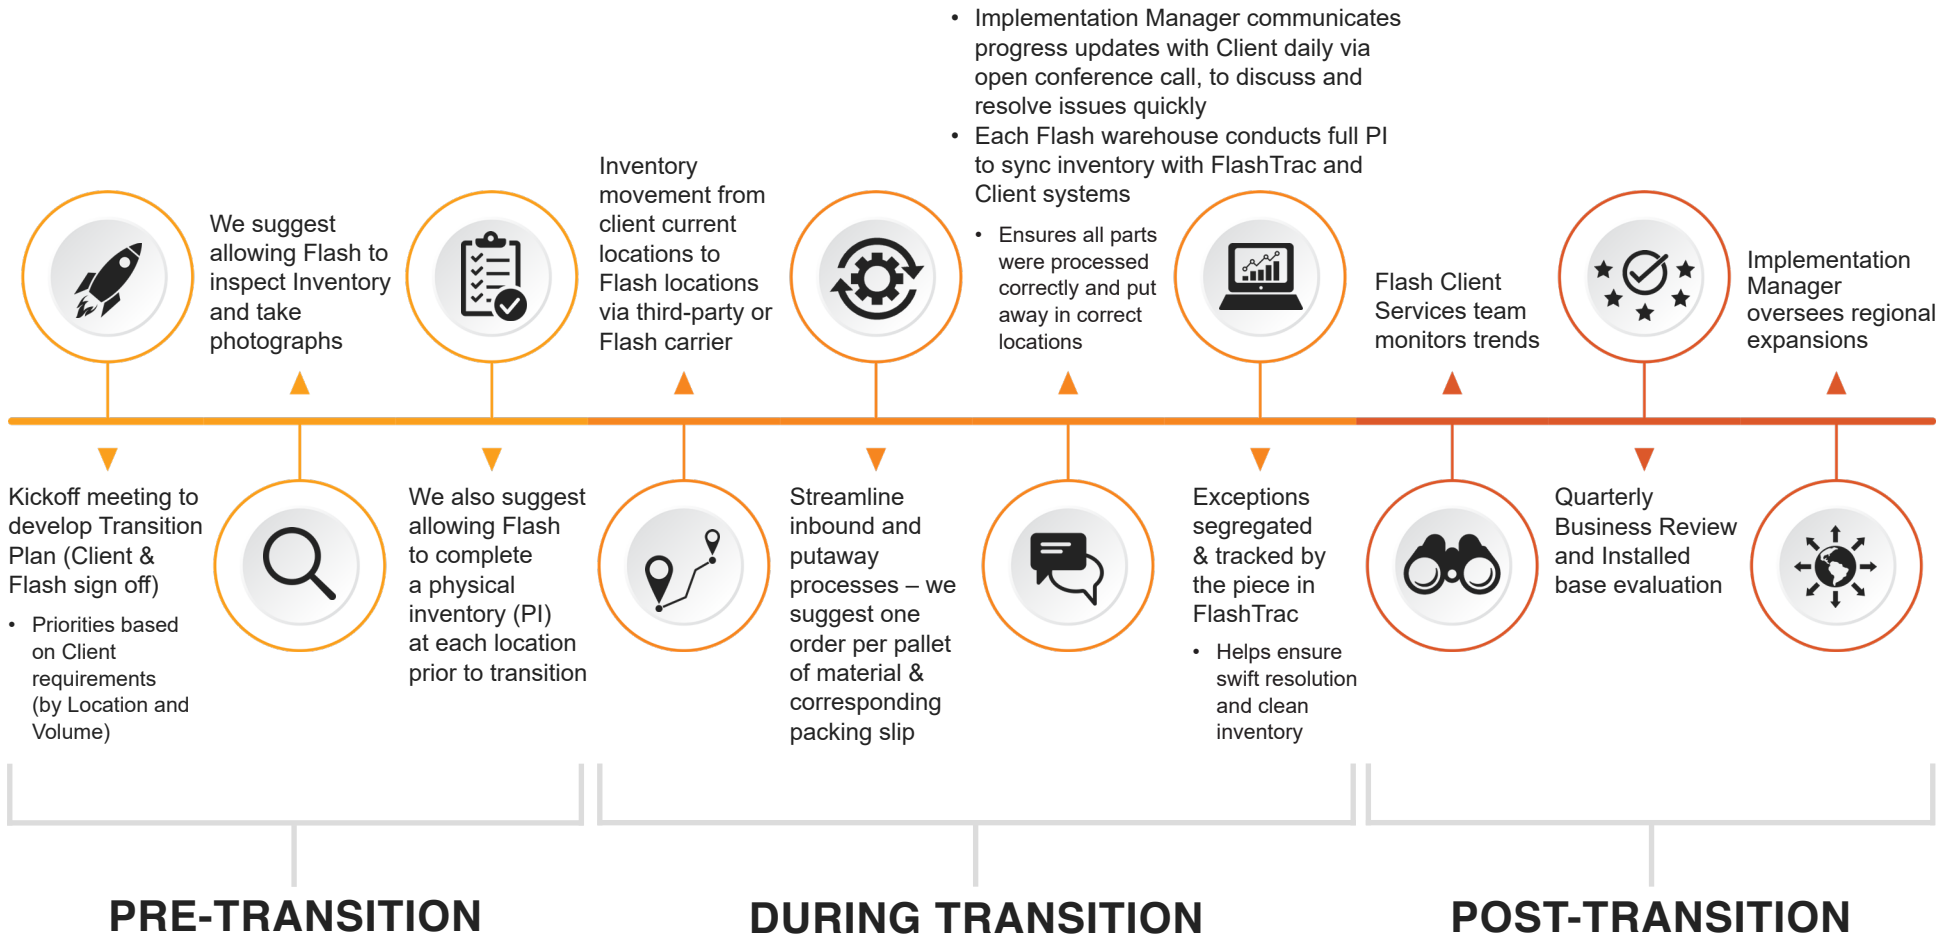 Kickoff meeting to
develop Transition
Plan (Client &
Flash sign off)
• Priorities based
on Client
requirements
(by Location and
Volume)
We suggest
allowing Flash to
inspect Inventory
and take
photographs
We also suggest
allowing Flash
to complete
a physical
inventory (PI)
at each location
prior to transition
Inventory
movement from
client current
locations to
Flash locations
via third-party or
Flash carrier
Streamline
inbound and
putaway
processes – we
suggest one
order per pallet
of material &
corresponding
packing slip
• Implementation Manager communicates
progress updates with Client daily via
open conference call, to discuss and
resolve issues quickly
• Each Flash warehouse conducts full PI
to sync inventory with FlashTrac and
Client systems
• Ensures all parts
were processed
correctly and put
away in correct
locations
Exceptions
segregated
& tracked by
the piece in
FlashTrac
• Helps ensure
swift resolution
and clean
inventory
Flash Client
Services team
monitors trends
Quarterly
Business Review
and Installed
base evaluation
Implementation
Manager
oversees regional
expansions
PRE-TRANSITION
DURING TRANSITION
POST-TRANSITION